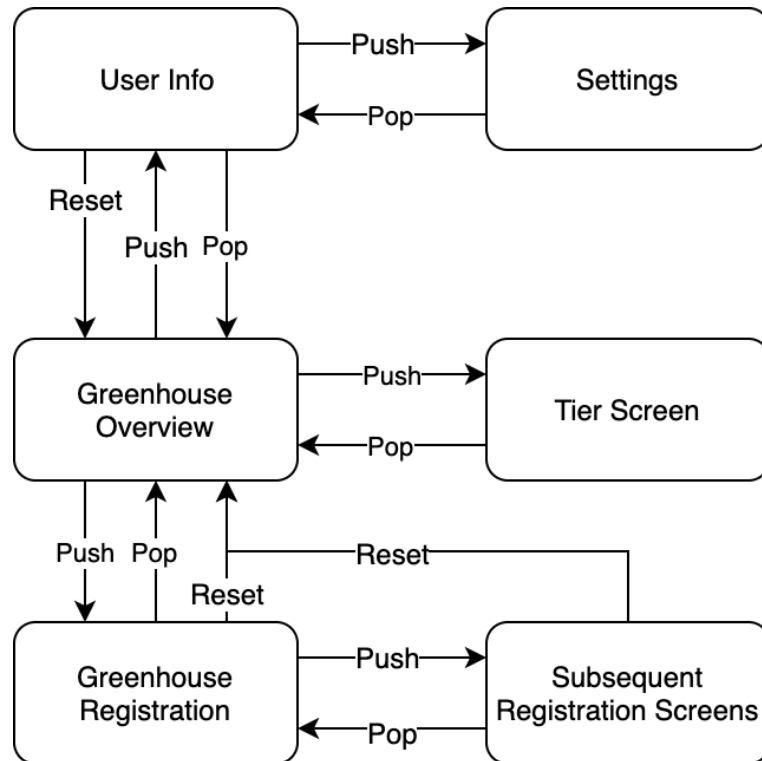 User Info
Push
Settings
Pop
Reset
Push
Pop
Greenhouse
Overview
Push
Tier Screen
Pop
Push
Pop
Reset
Reset
Greenhouse
Registration
Push
Subsequent
Registration Screens
Pop